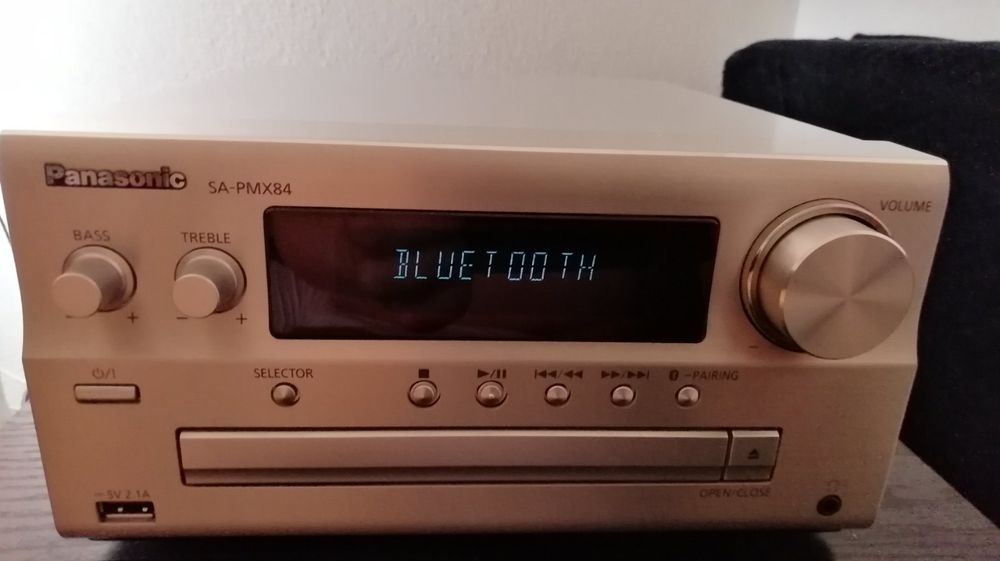 Panasonic
SA-PMX84
VOLUME
BASS
TREBLE
BLUETOOTH
- +
- +
-
⏻/I
SELECTOR
■
►/❚❚
I◄◄/◄◄
►►/►►I
-PAIRING
5V 2.1A
▲
OPEN/CLOSE